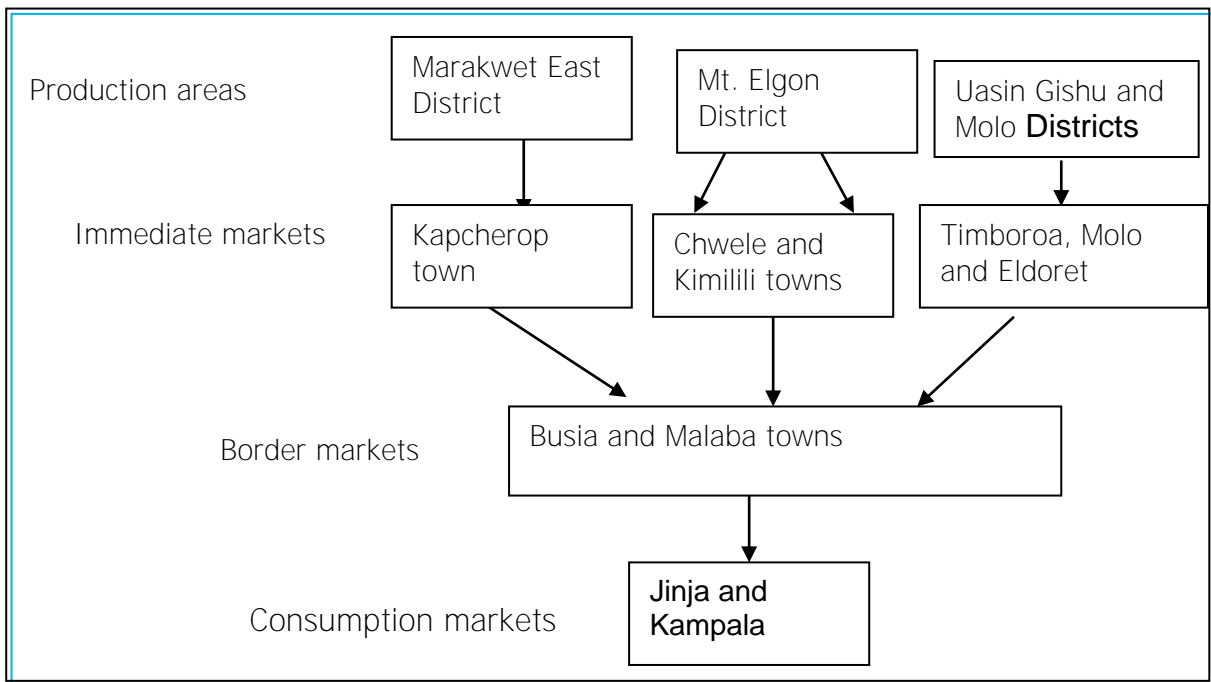 Production areas
Marakwet East
District
Mt. Elgon
District
Uasin Gishu and
Molo Districts
Immediate markets
Kapcherop
town
Chwele and
Kimilili towns
Timboroa, Molo
and Eldoret
Border markets
Busia and Malaba towns
Consumption markets
Jinja and
Kampala